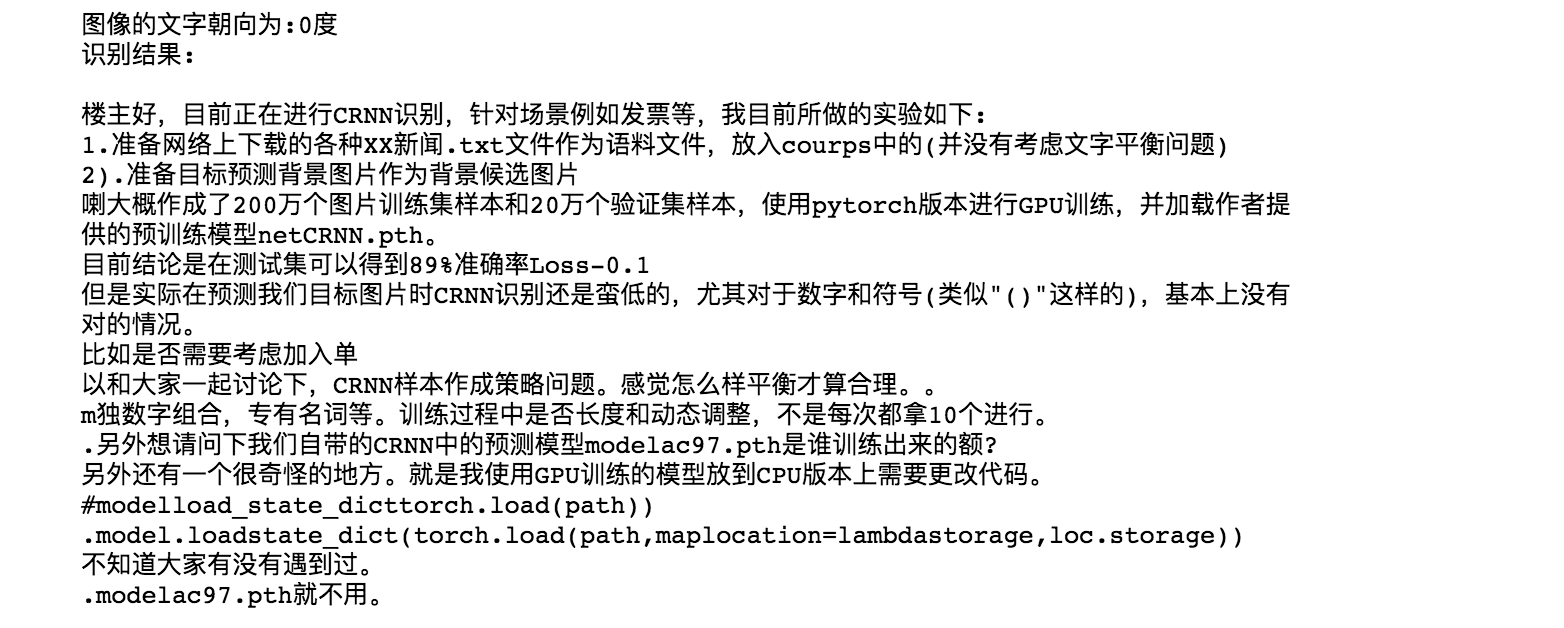 图像的文字朝向为:0度
识别结果:
楼主好，目前正在进行CRNN识别，针对场景例如发票等，我目前所做的实验如下:
1.准备网络上下载的各种XX新闻.txt文件作为语料文件，放入courps中的(并没有考虑文字平衡问题)
2).准备目标预测背景图片作为背景候选图片
喇大概作成了200万个图片训练集样本和20万个验证集样本，使用pytorch版本进行GPU训练，并加载作者提
供的预训练模型netCRNN.pth。
目前结论是在测试集可以得到89%准确率Loss-0.1
但是实际在预测我们目标图片时CRNN识别还是蛮低的，尤其对于数字和符号(类似"()"这样的)，基本上没有
对的情况。
比如是否需要考虑加入单
以和大家一起讨论下，CRNN样本作成策略问题。感觉怎么样平衡才算合理。。
m独数字组合，专有名词等。训练过程中是否长度和动态调整，不是每次都拿10个进行。
.另外想请问下我们自带的CRNN中的预测模型modelac97.pth是谁训练出来的额?
另外还有一个很奇怪的地方。就是我使用GPU训练的模型放到CPU版本上需要更改代码。
#modelload_state_dicttorch.load(path))
.model.loadstate_dict(torch.load(path,maplocation=lambdastorage,loc.storage))
不知道大家有没有遇到过。
.modelac97.pth就不用。